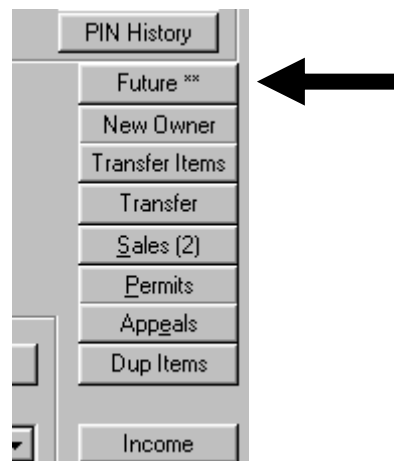 PIN History
Future **
New Owner
Transfer Items
Transfer
Sales (2)
Permits
Appeals
Dup Items
Income